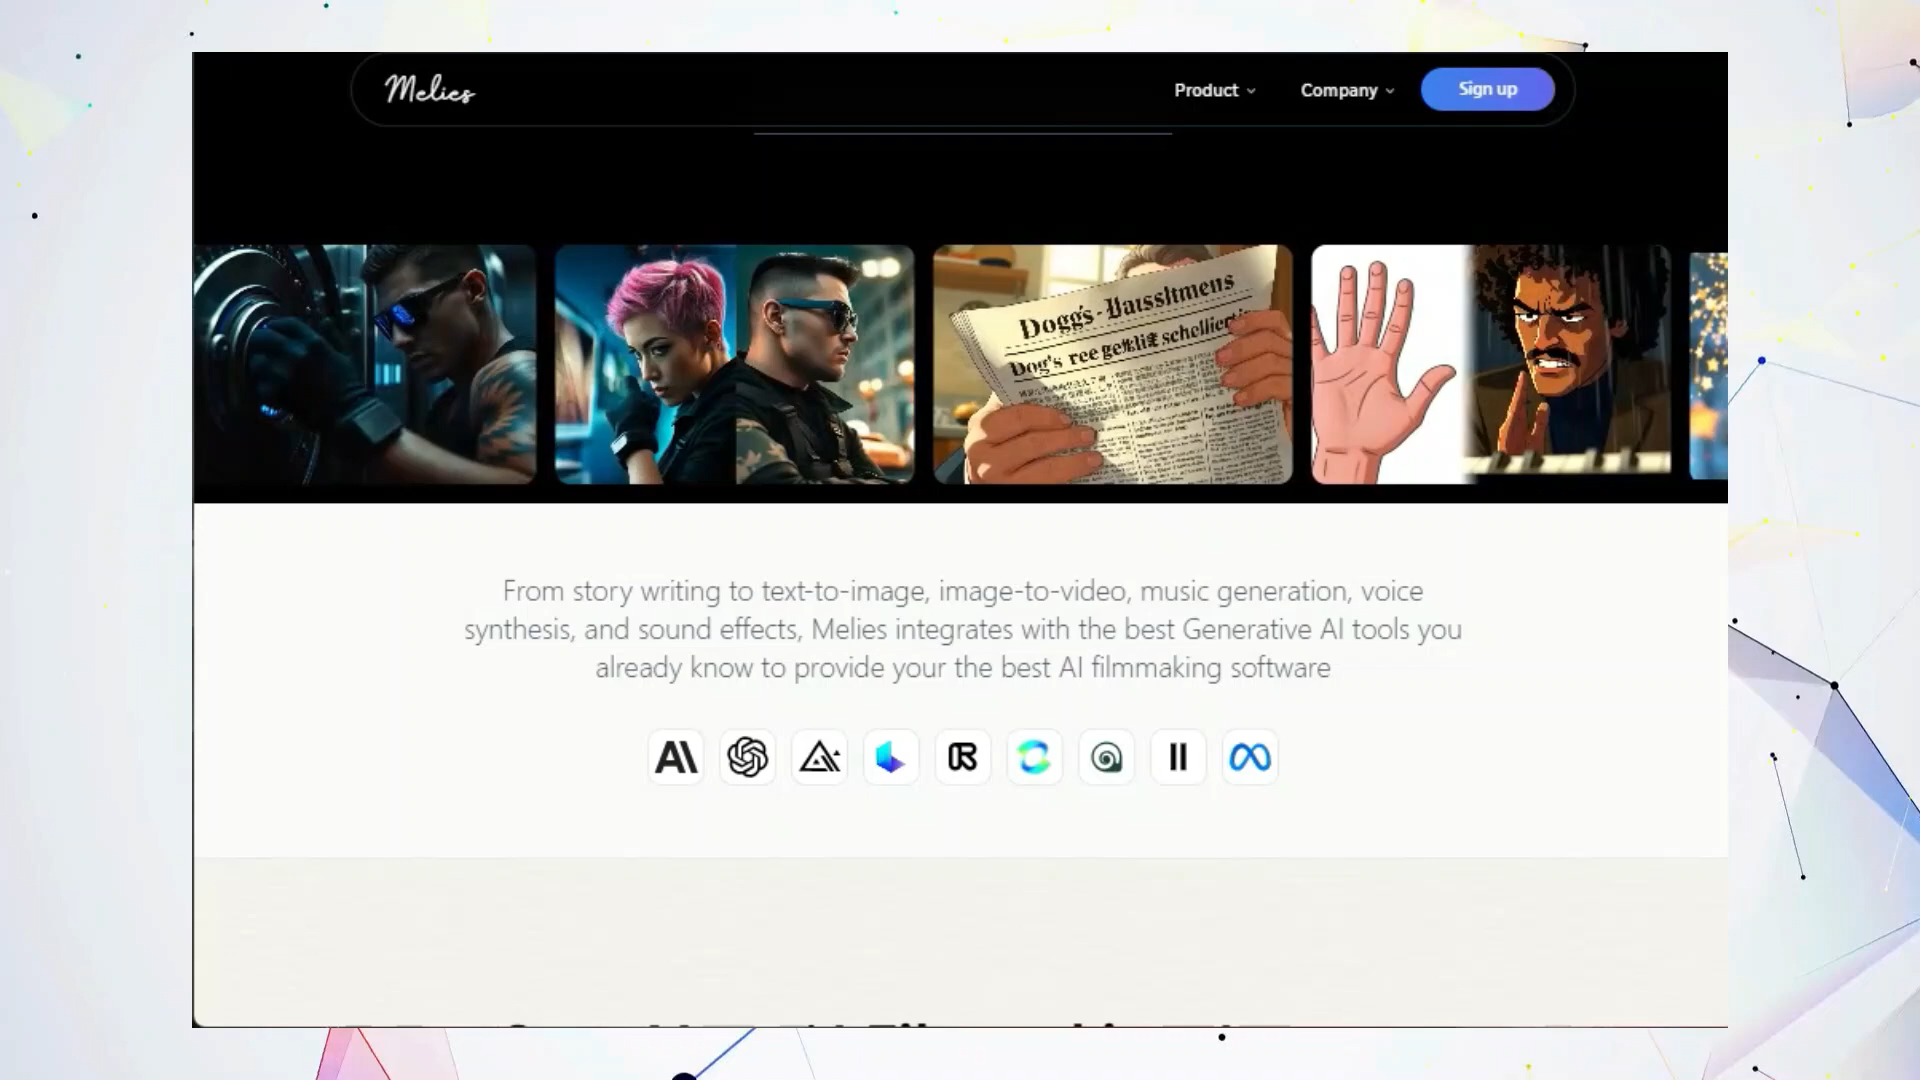 Melies
Product
Company
Sign up
Doggs-Daussltmens
From story writing to text-to-image, image-to-video, music generation, voice
synthesis, and sound effects, Melies integrates with the best Generative AI tools you
already know to provide your the best AI filmmaking software